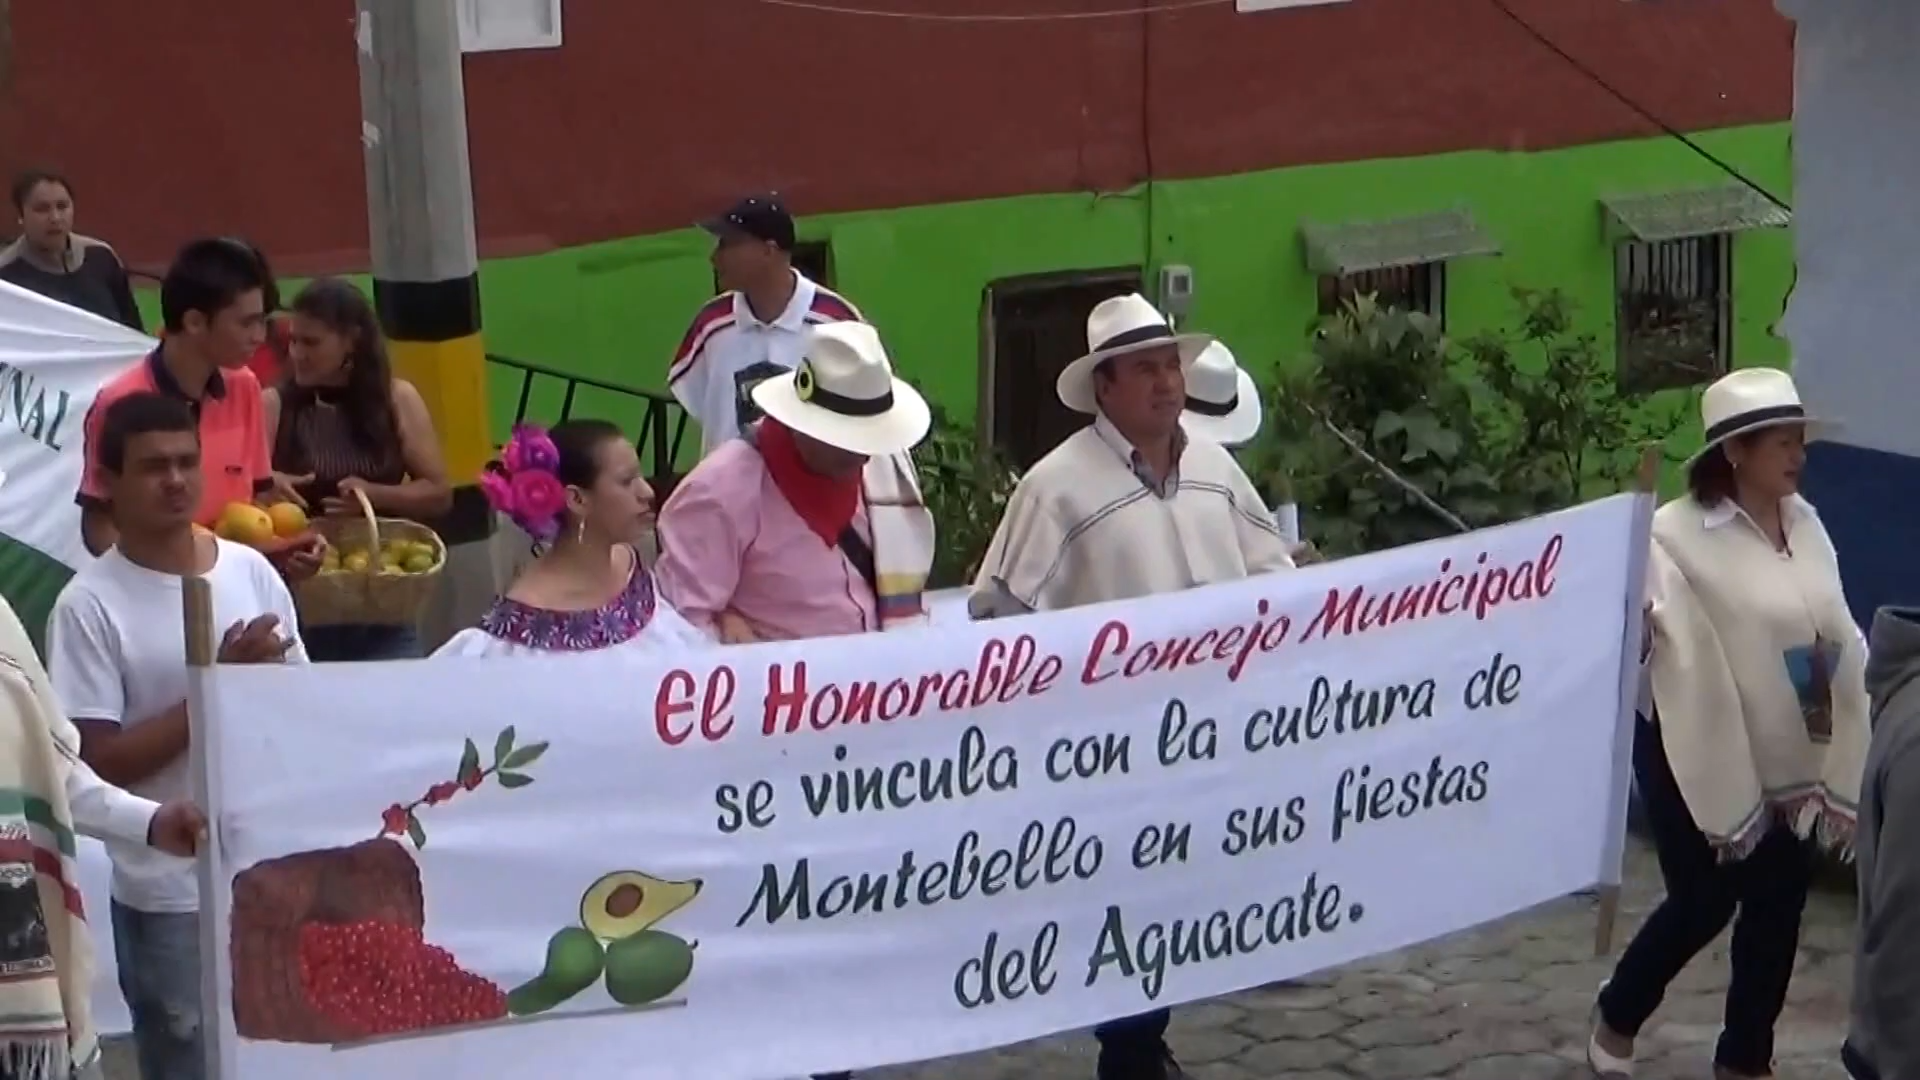 El Honorable Concejo Municipal
se vincula con la cultura de
Montebello en sus fiestas
del Aguacate.